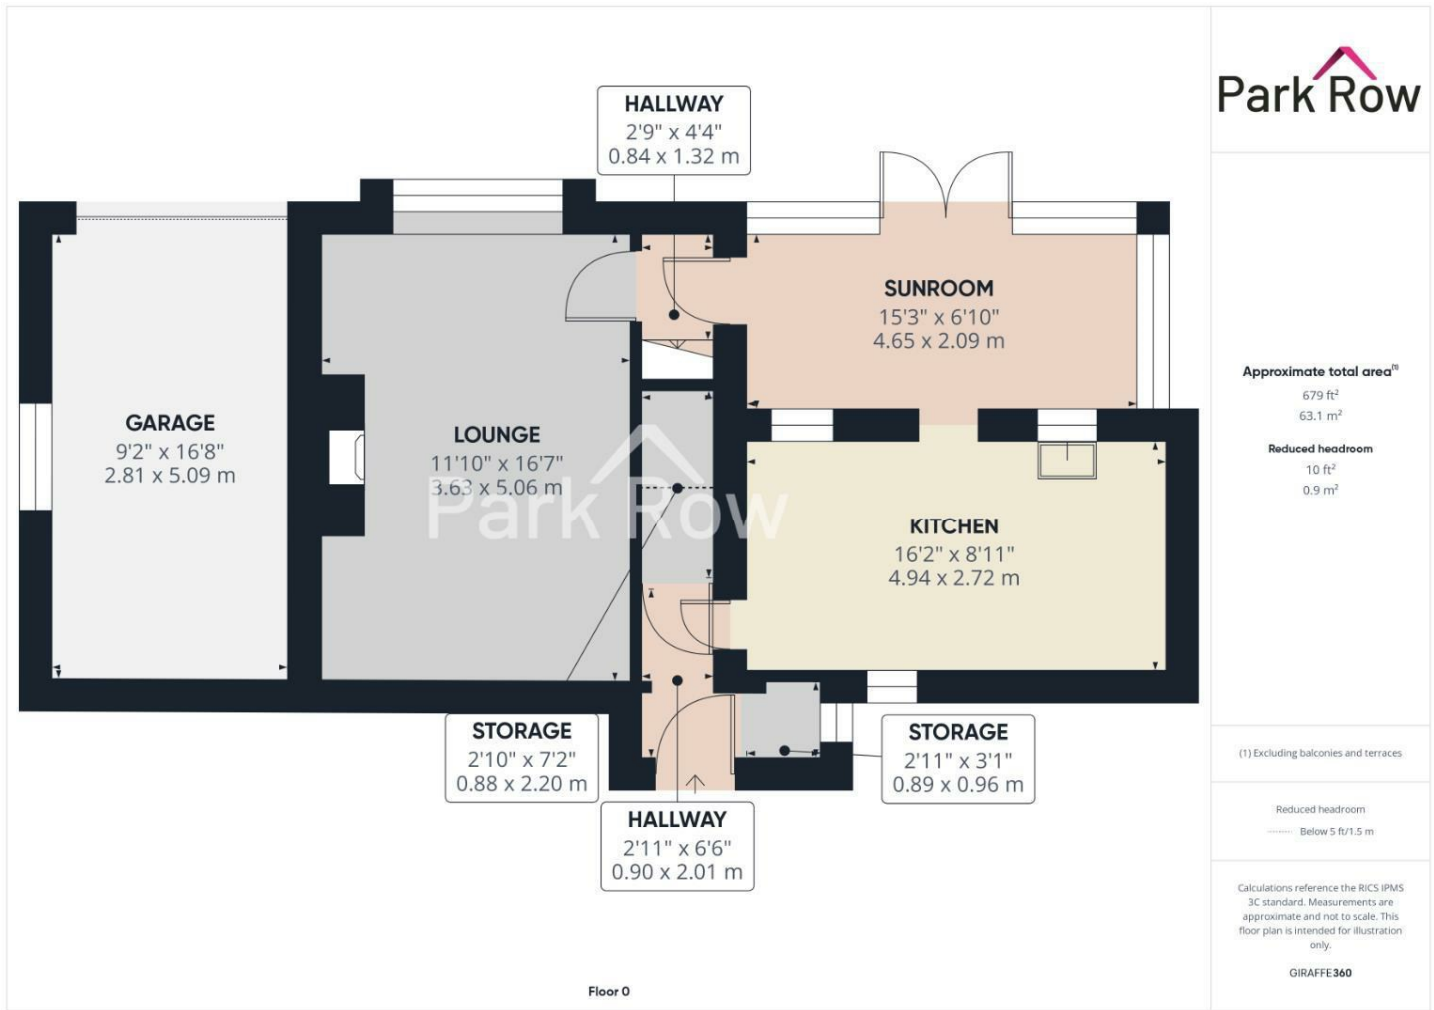 HALLWAY
2'9" x 4'4"
0.84 x 1.32 m
SUNROOM
15'3" x 6'10"
4.65 x 2.09 m
GARAGE
9'2" x 16'8"
2.81 x 5.09 m
LOUNGE
11'10" x 16'7"
3.63 x 5.06 m
Park Row
KITCHEN
16'2" x 8'11"
4.94 x 2.72 m
STORAGE
2'10" x 7'2"
0.88 x 2.20 m
STORAGE
2'11" x 3'1"
0.89 x 0.96 m
HALLWAY
2'11" x 6'6"
0.90 x 2.01 m
Floor 0
Park Row
Approximate total area(1)
679 ft²
63.1 m²
Reduced headroom
10 ft²
0.9 m²
(1) Excluding balconies and terraces
Reduced headroom
Below 5 ft/1.5 m
Calculations reference the RICS IPMS
3C standard. Measurements are
approximate and not to scale. This
floor plan is intended for illustration
only.
GIRAFFE360